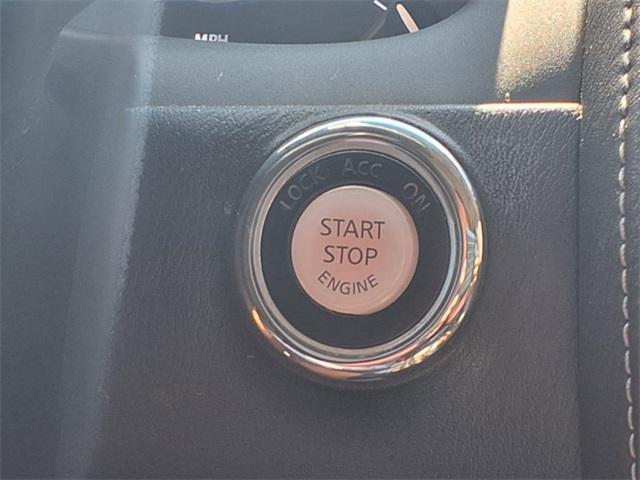 MPH
LOCK ACC ON
START
STOP
ENGINE